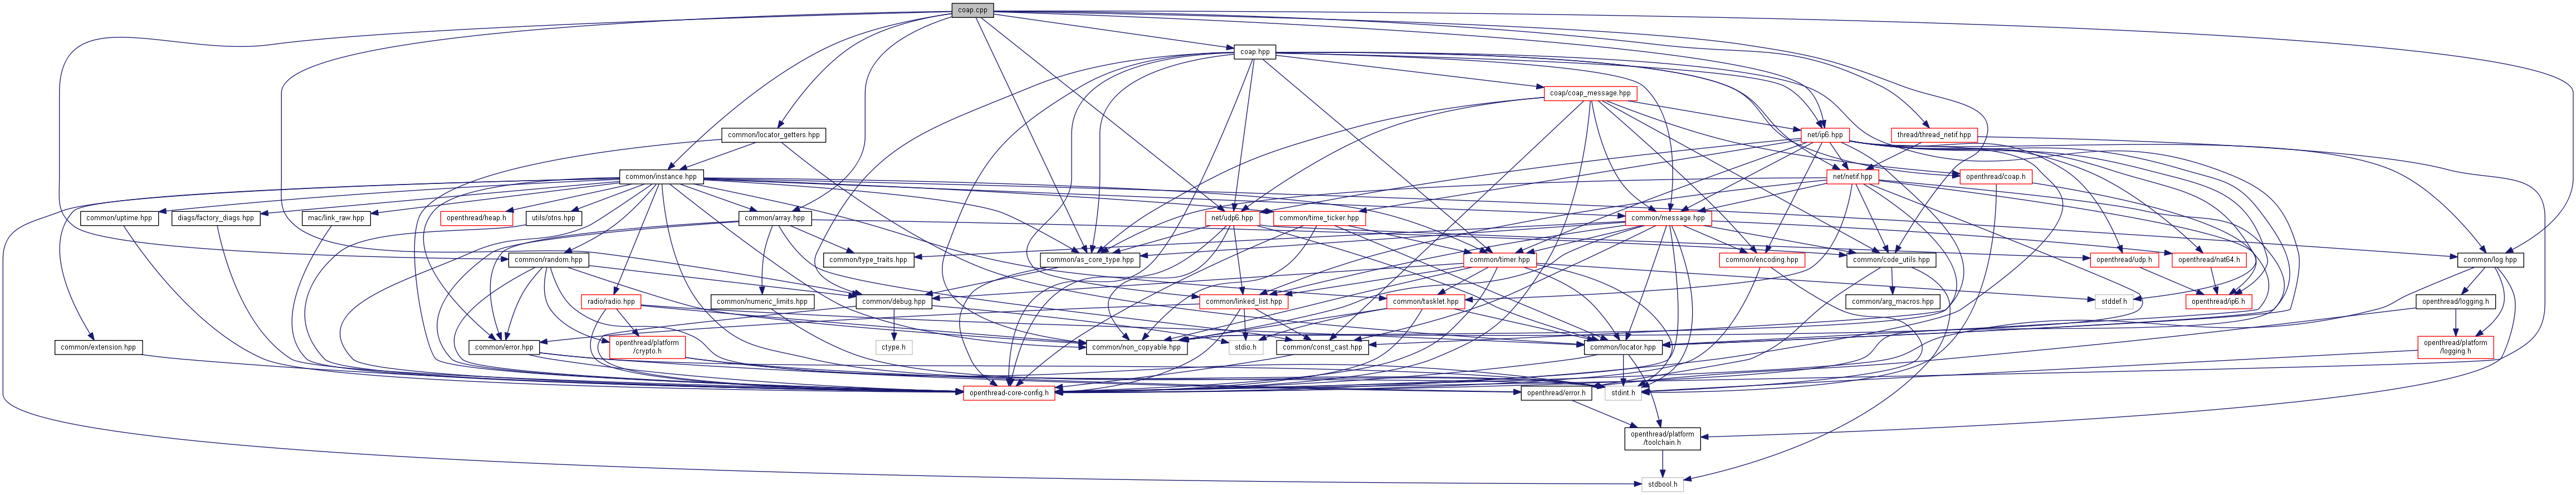 coap.cpp
coap.hpp
coap/coap_message.hpp
common/locator_getters.hpp
net/ip6.hpp
thread/thread_netif.hpp
common/instance.hpp
net/netif.hpp
openthread/coap.h
common/uptime.hpp
diags/factory_diags.hpp
mac/link_raw.hpp
openthread/heap.h
utils/otns.hpp
common/array.hpp
net/udp6.hpp
common/time_ticker.hpp
common/message.hpp
common/random.hpp
common/type_traits.hpp
common/as_core_type.hpp
common/timer.hpp
common/encoding.hpp
common/code_utils.hpp
openthread/udp.h
openthread/nat64.h
common/log.hpp
radio/radio.hpp
common/numeric_limits.hpp
common/debug.hpp
common/linked_list.hpp
common/tasklet.hpp
common/arg_macros.hpp
stddef.h
openthread/ip6.h
openthread/logging.h
common/extension.hpp
common/error.hpp
openthread/platform
/crypto.h
ctype.h
common/non_copyable.hpp
stdio.h
common/const_cast.hpp
common/locator.hpp
openthread/platform
/logging.h
openthread-core-config.h
openthread/error.h
stdint.h
openthread/platform
/toolchain.h
stdbool.h